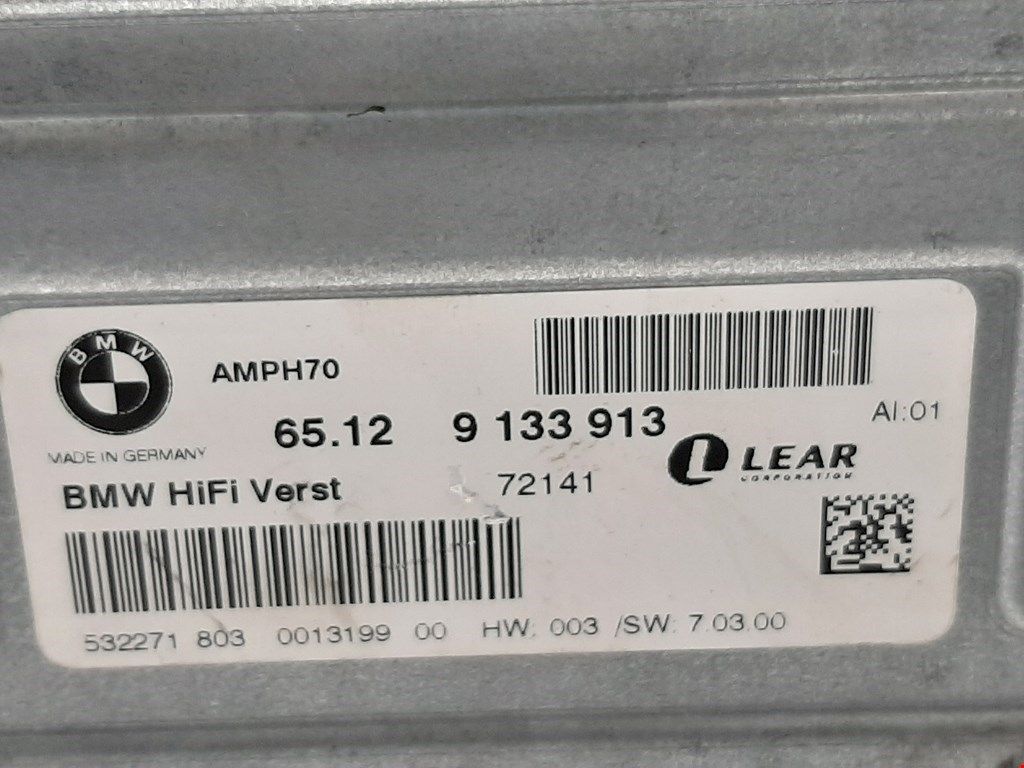 BMW
AMPH70
65.12 9 133 913
AI:01
MADE IN GERMANY
LEAR
CORPORATION
BMW HiFi Verst 72141
532271 803 0013199 00 HW: 003 /SW: 7.03.00